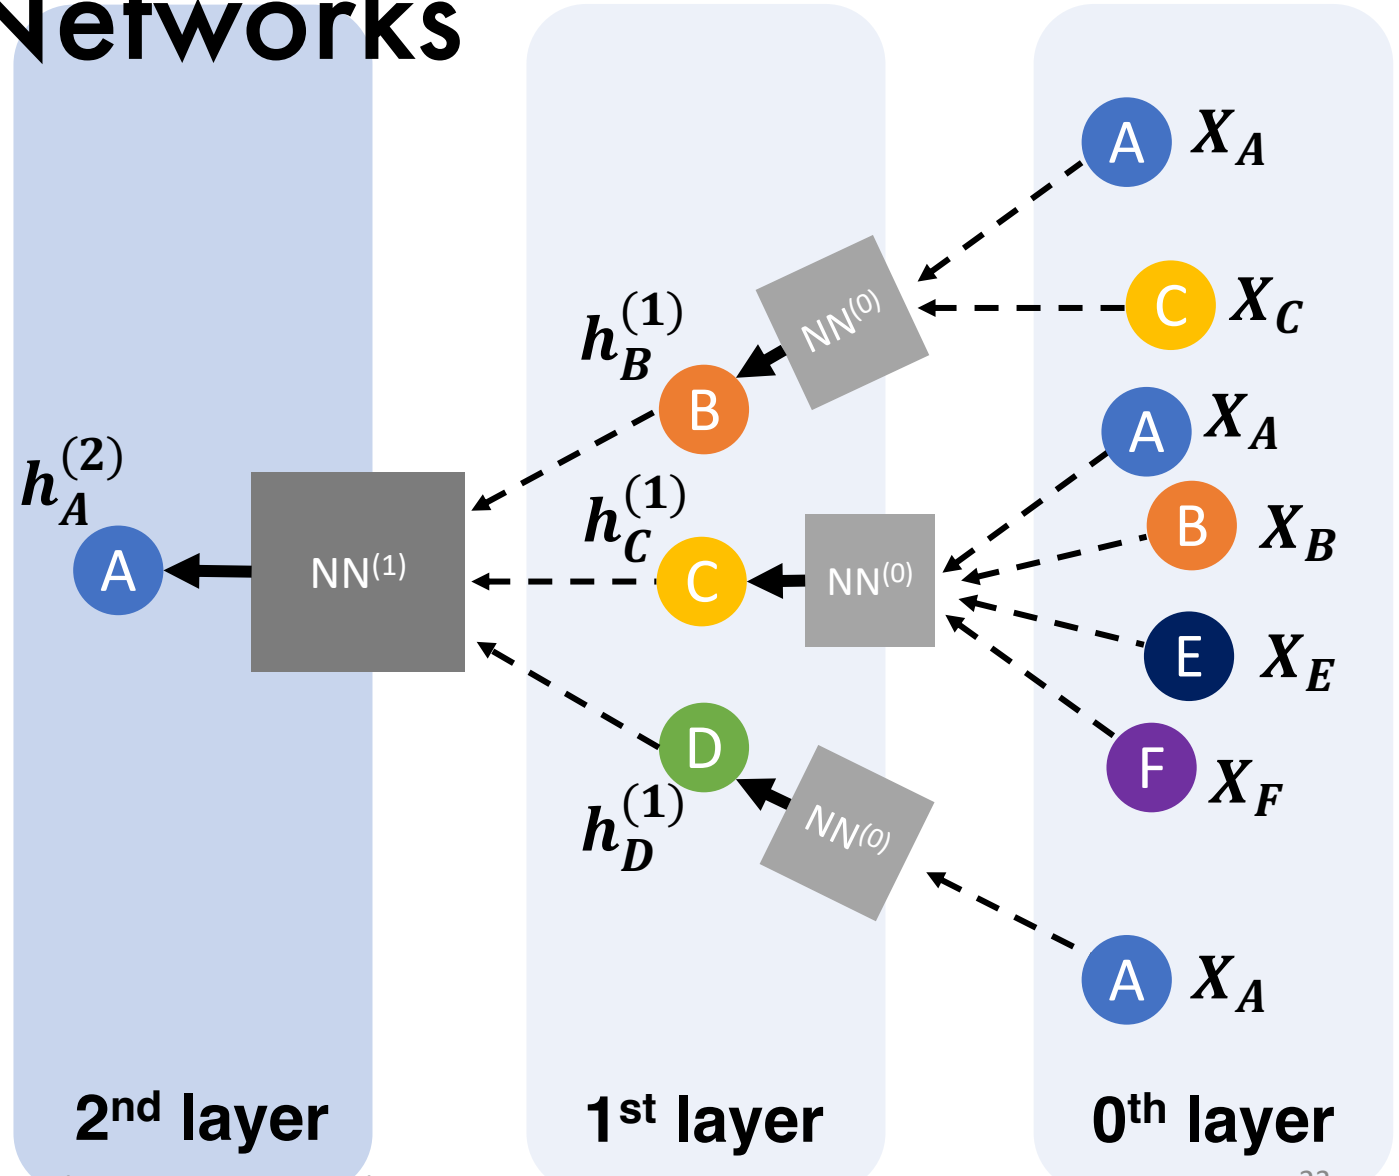 Networks
A X_A
NN^(0)
C X_C
h_B^(1)
B
A X_A
h_A^(2)
h_C^(1)
B X_B
A
NN^(1)
C
NN^(0)
E X_E
D
F X_F
h_D^(1)
NN^(0)
A X_A
2nd layer
1st layer
0th layer